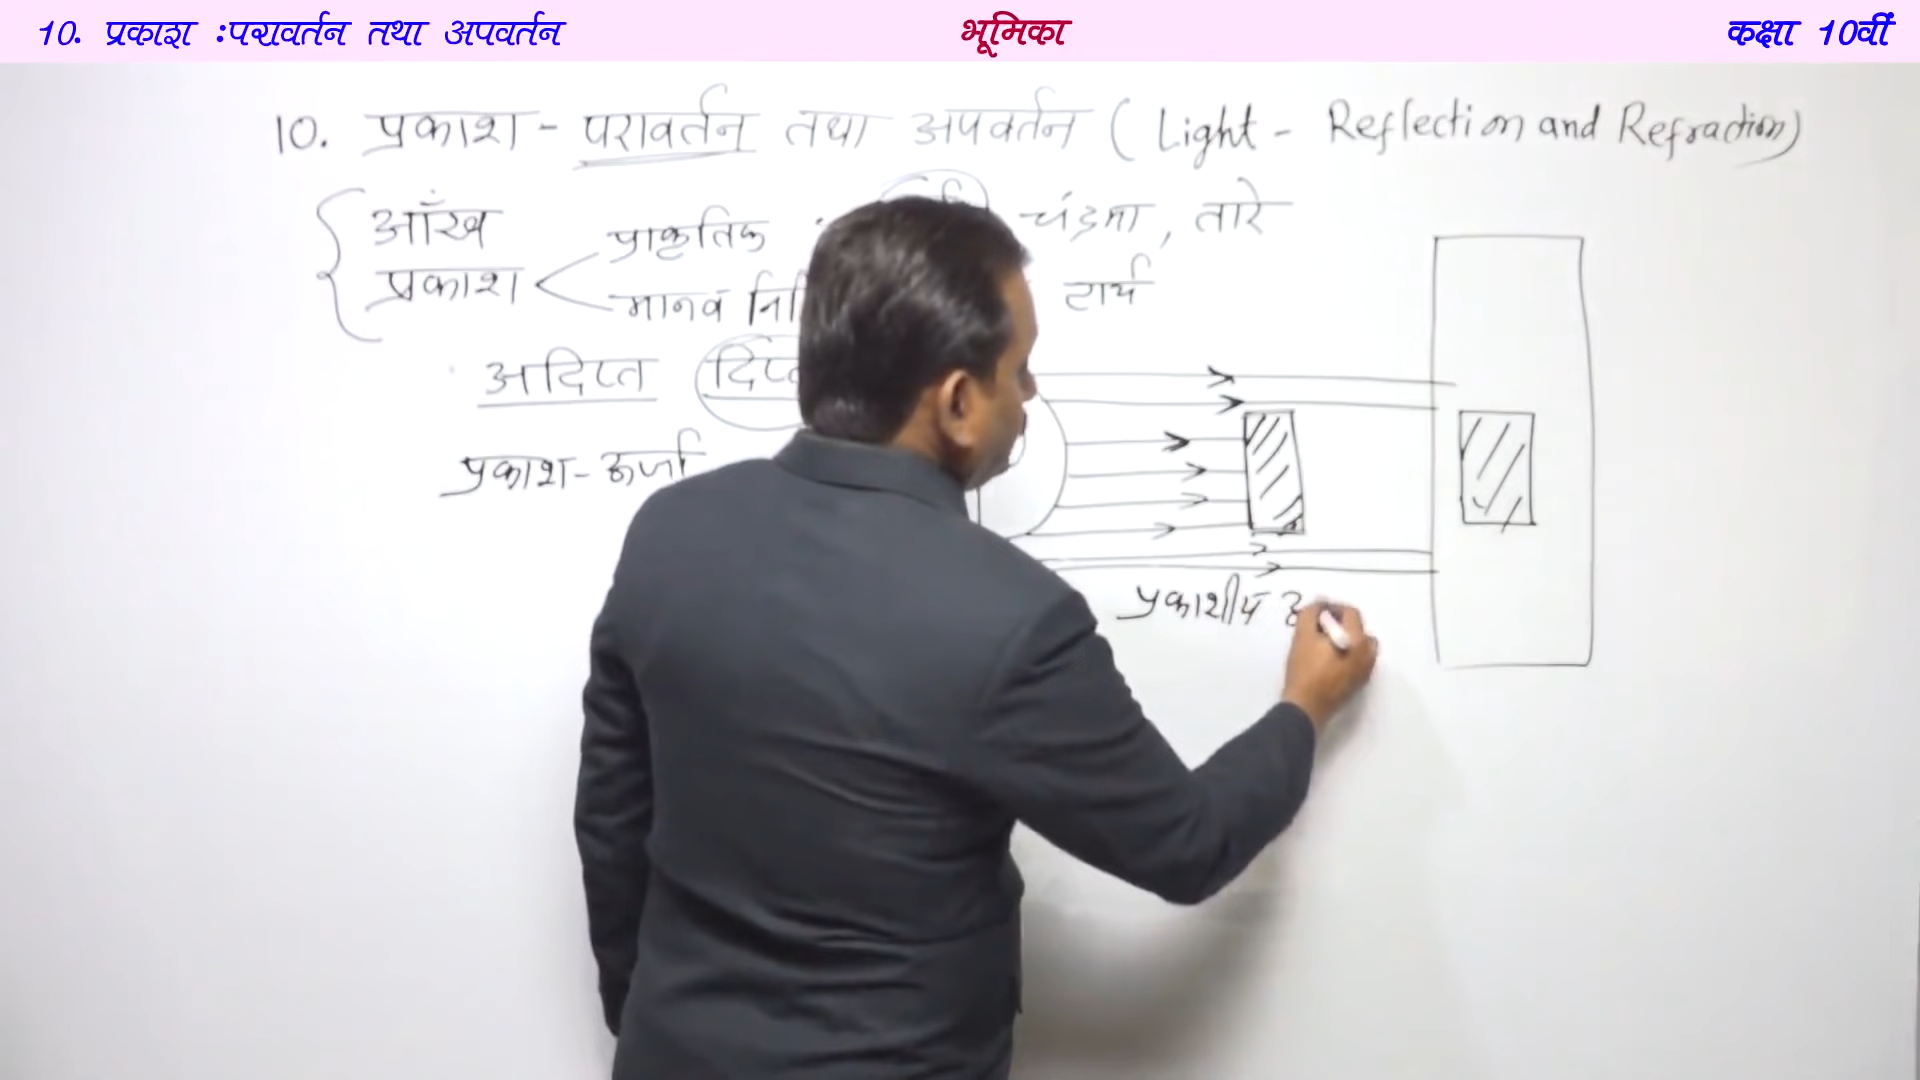 10. प्रकाश :परावर्तन तथा अपवर्तन भूमिका कक्षा 10वीं
10. प्रकाश - परावर्तन तथा अपवर्तन ( Light - Reflection and Refraction)
आँख
प्राकृतिक : चंद्रमा , तारे
प्रकाश
मानव टार्च
अदिप्त
प्रकाश-ऊर्जा
प्रकाशीय